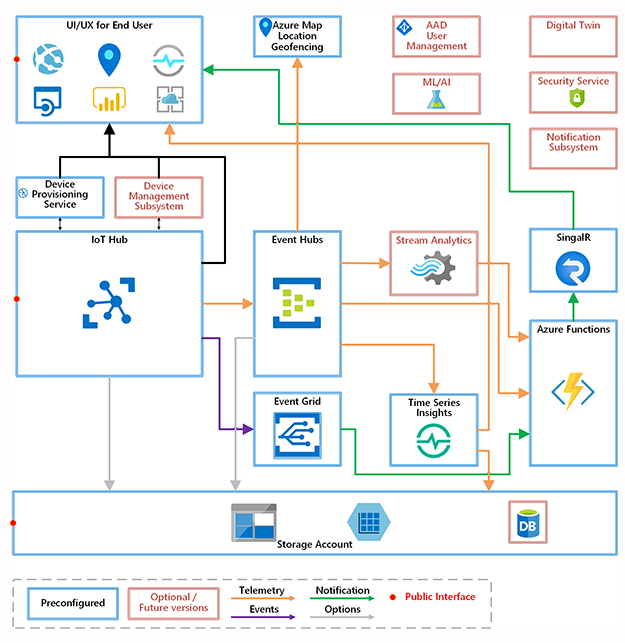 UI/UX for End User
Azure Map
Location
Geofencing
AAD
User
Management
Digital Twin
ML/AI
Security Service
Notification
Subsystem
Device
Provisioning
Service
Device
Management
Subsystem
IoT Hub
Event Hubs
Stream Analytics
SingalR
Azure Functions
Event Grid
Time Series
Insights
DB
Storage Account
Preconfigured
Optional /
Future versions
Telemetry
Notification
Events
Options
Public Interface